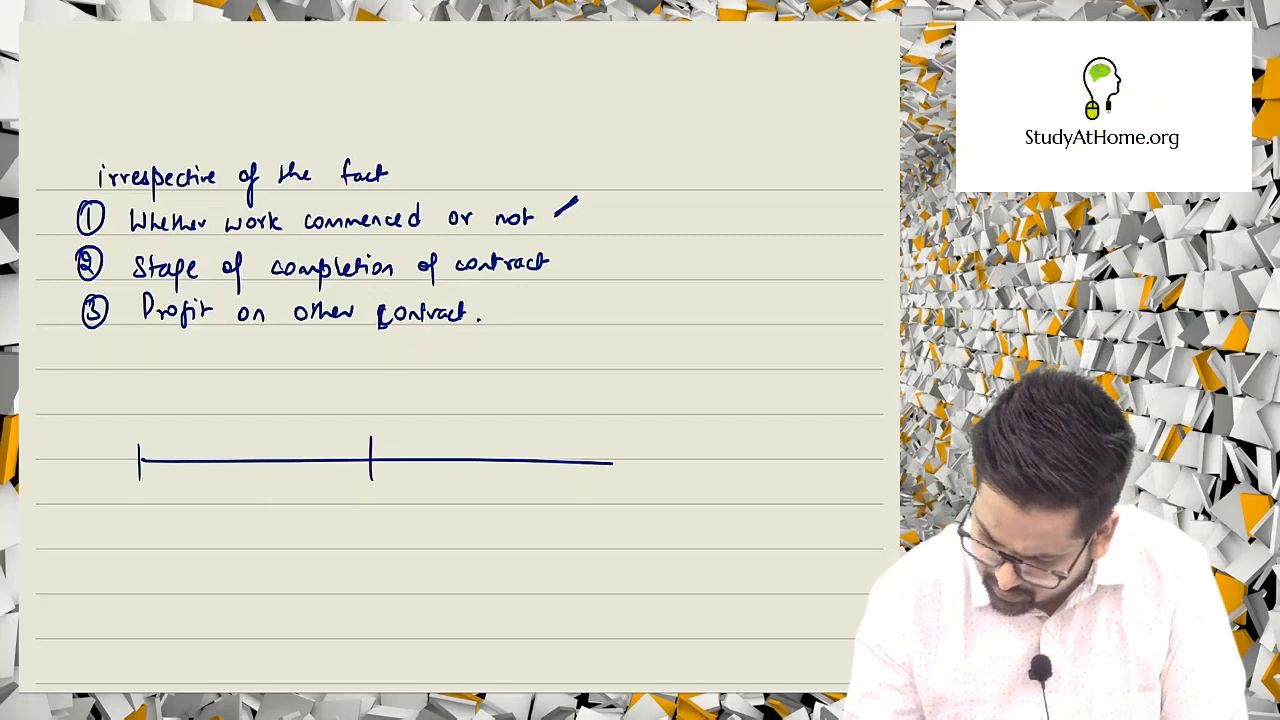 irrespective of the fact
① Whether work commenced or not
② Stage of completion of contract
③ Profit on other contract.
StudyAtHome.org